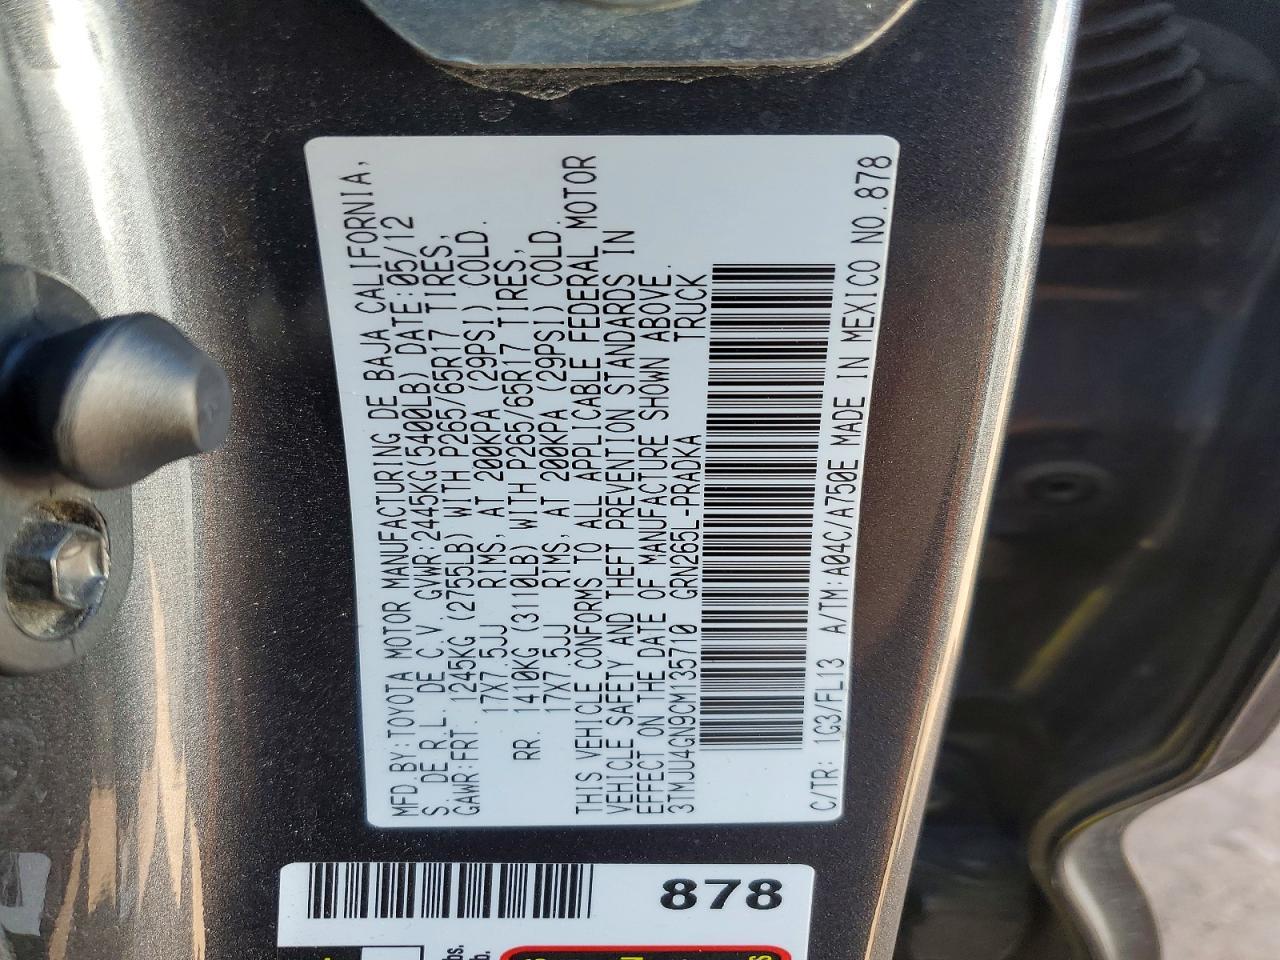 MFD.BY:TOYOTA MOTOR MANUFACTURING DE BAJA CALIFORNIA,
S. DE R.L. DE C.V. GVWR:2445KG(5400LB) DATE:05/12
GAWR:FRT. 1245KG (2755LB) WITH P265/65R17 TIRES,
17X7.5JJ RIMS, AT 200KPA (29PSI) COLD.
RR. 1410KG (3110LB) WITH P265/65R17 TIRES,
17X7.5JJ RIMS, AT 200KPA (29PSI) COLD.
THIS VEHICLE CONFORMS TO ALL APPLICABLE FEDERAL MOTOR
VEHICLE SAFETY AND THEFT PREVENTION STANDARDS IN
EFFECT ON THE DATE OF MANUFACTURE SHOWN ABOVE.
3TMJU4GN9CM135710 GRN265L-PRADKA TRUCK
C/TR: 1G3/FL13 A/TM:A04C/A750E MADE IN MEXICO NO.878
878